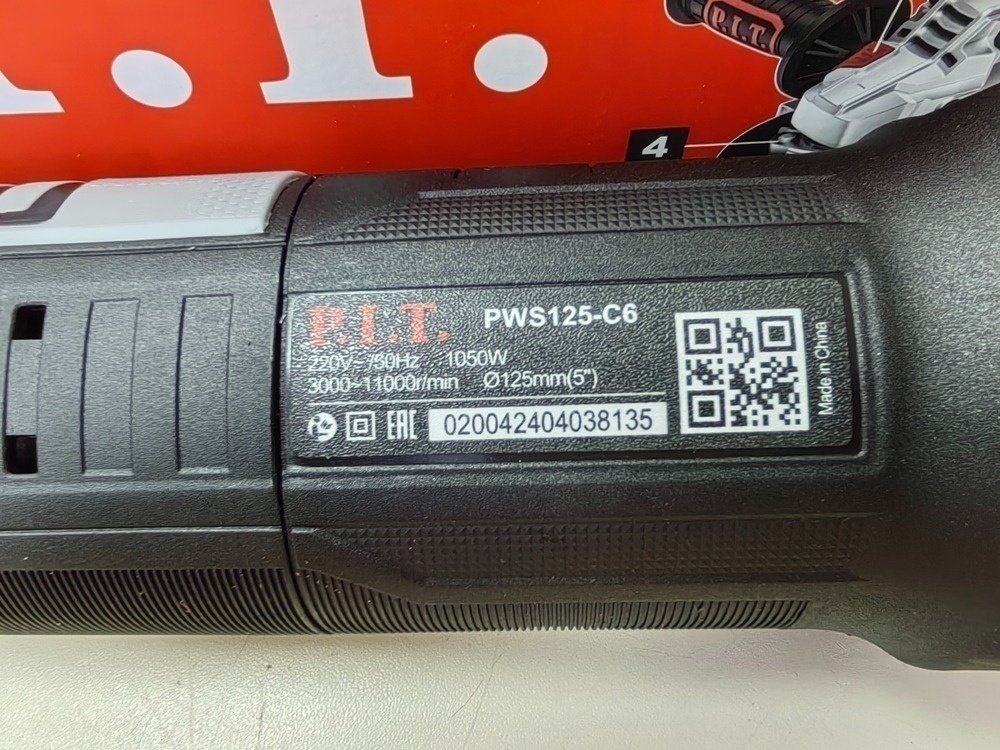 .I.
P.I.T.
4
P.I.T. PWS125-C6
220V~/50Hz 1050W
3000~11000r/min Ø125mm(5")
EAC
020042404038135
Made in China